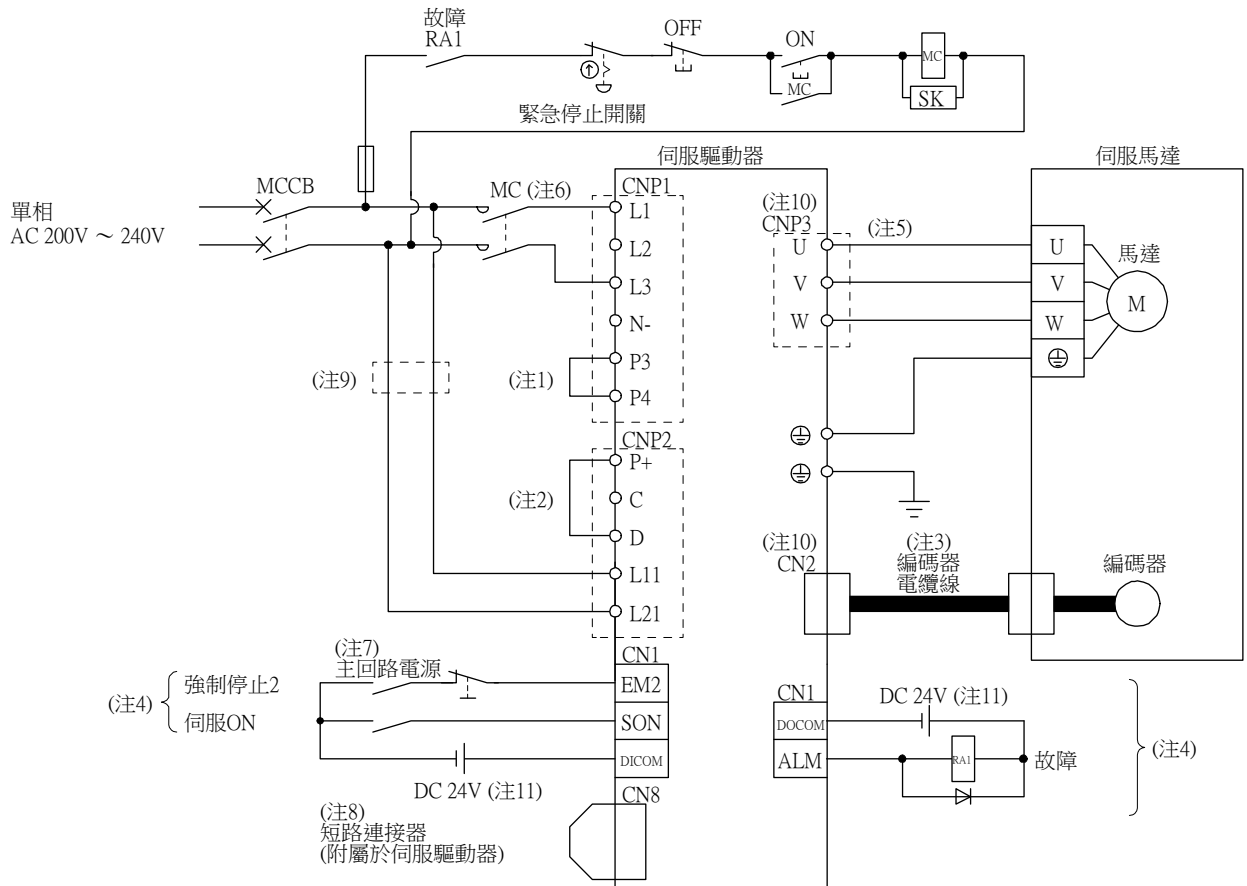 故障
RA1
OFF
ON
MC
MC
SK
緊急停止開關
伺服驅動器
伺服馬達
單相
AC 200V ～ 240V
MCCB
MC (注6)
CNP1
L1
L2
L3
N-
P3
P4
(注1)
(注9)
CNP2
P+
C
D
L11
L21
(注2)
(注10)
CNP3
U
V
W
(注5)
U
V
W
馬達
M
(注10)
CN2
(注3)
編碼器
電纜線
編碼器
(注4)
強制停止2
伺服ON
(注7)
主回路電源
CN1
EM2
SON
DICOM
DC 24V (注11)
(注8)
短路連接器
(附屬於伺服驅動器)
CN8
CN1
DOCOM
ALM
DC 24V (注11)
RA1
故障
(注4)